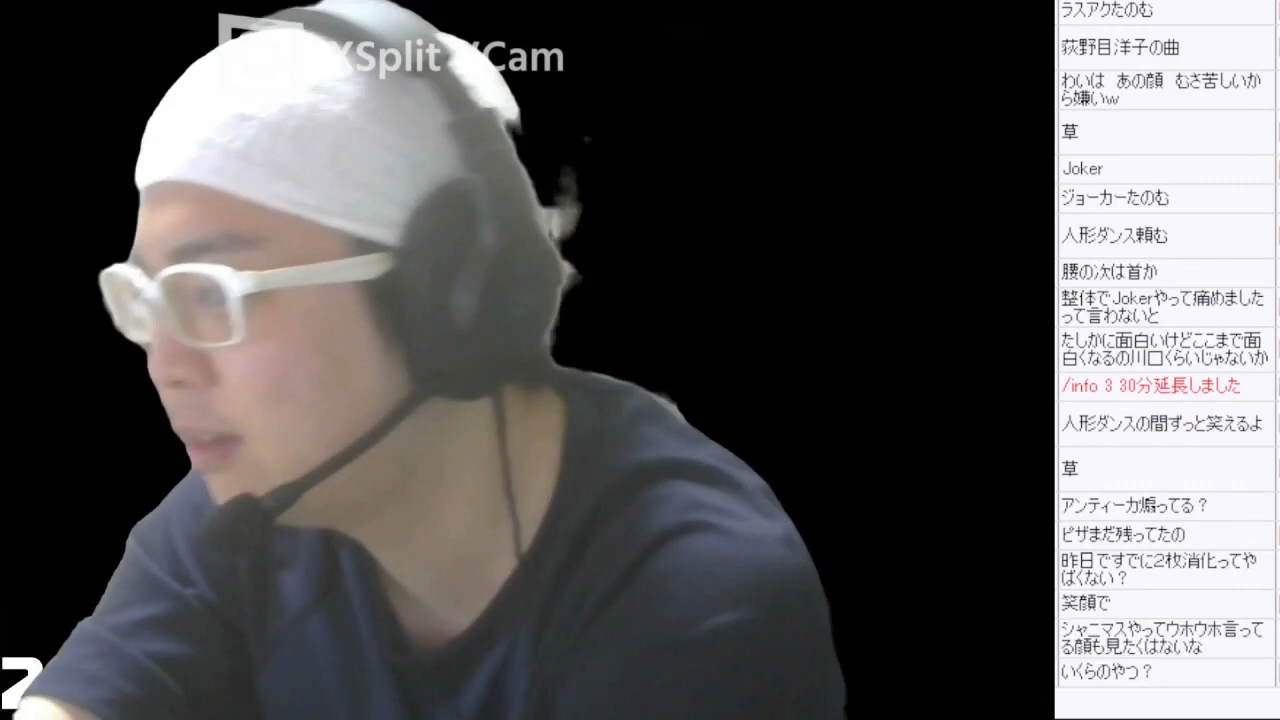 XSplit VCam
ラスアクたのむ
荻野目洋子の曲
わいは　あの顔　むさ苦しいか
ら嫌いw
草
Joker
ジョーカーたのむ
人形ダンス頼む
腰の次は首か
整体でJokerやって痛めました
って言わないと
たしかに面白いけどここまで面
白くなるの川口くらいじゃないか
/info 3 30分延長しました
人形ダンスの間ずっと笑えるよ
草
アンティーカ煽ってる？
ピザまだ残ってたの
昨日ですでに2枚消化ってや
ばくない？
笑顔で
シャニマスやってウホウホ言って
る顔も見たくはないな
いくらのやつ？